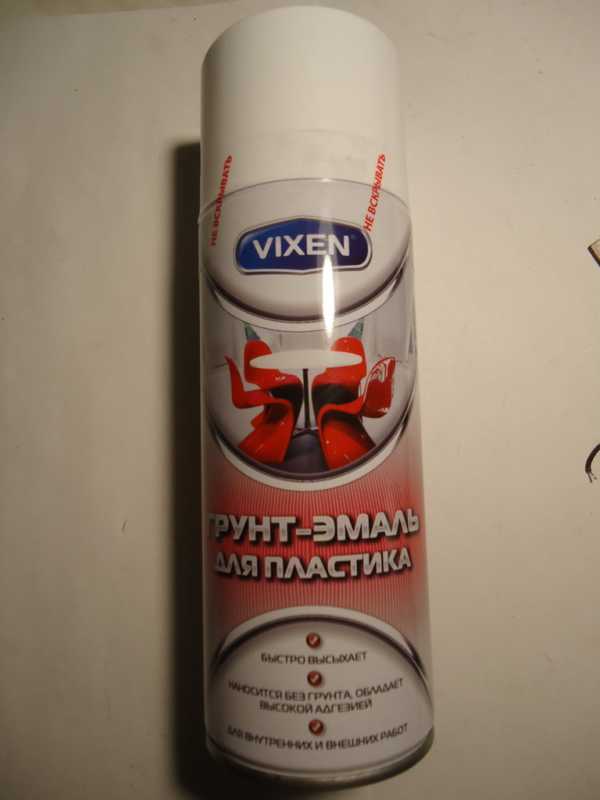 НЕ ВСКРЫВАТЬ
НЕ ВСКРЫВАТЬ
VIXEN
ГРУНТ-ЭМАЛЬ
ДЛЯ ПЛАСТИКА
БЫСТРО ВЫСЫХАЕТ
НАНОСИТСЯ БЕЗ ГРУНТА, ОБЛАДАЕТ
ВЫСОКОЙ АДГЕЗИЕЙ
ДЛЯ ВНУТРЕННИХ И ВНЕШНИХ РАБОТ